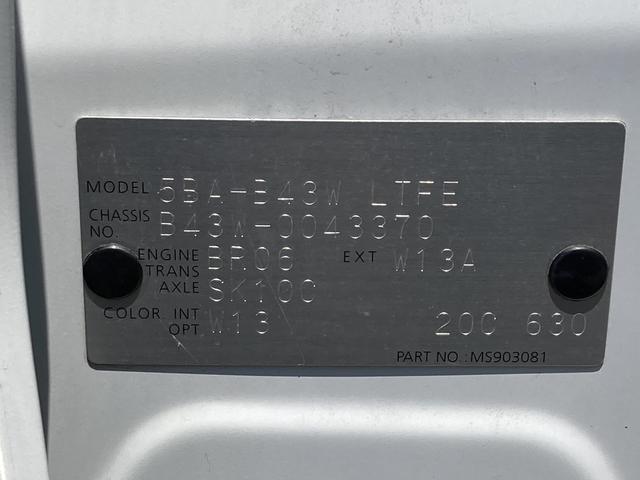 MODEL 5BA-B43W LTFE
CHASSIS NO. B43W-0043370
ENGINE BR06 EXT W13A
TRANS AXLE SK10C
COLOR. INT W13 20C 630
OPT
PART NO.:MS903081